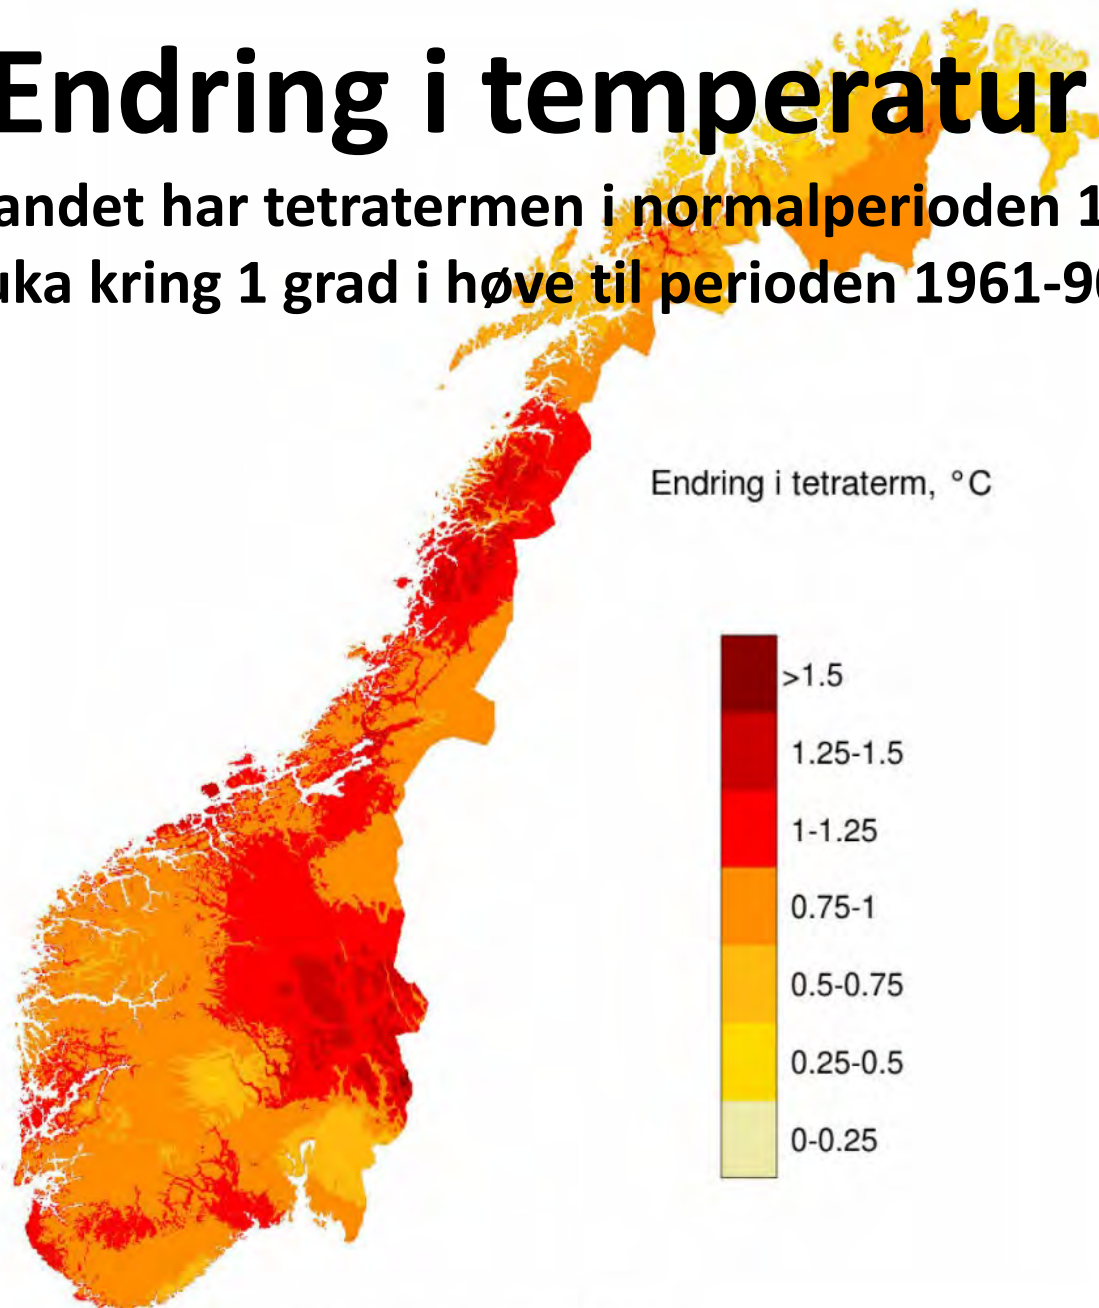 Endring i temperatur
andet har tetratermen i normalperioden 1
uka kring 1 grad i høve til perioden 1961-9
Endring i tetraterm, °C
>1.5
1.25-1.5
1-1.25
0.75-1
0.5-0.75
0.25-0.5
0-0.25